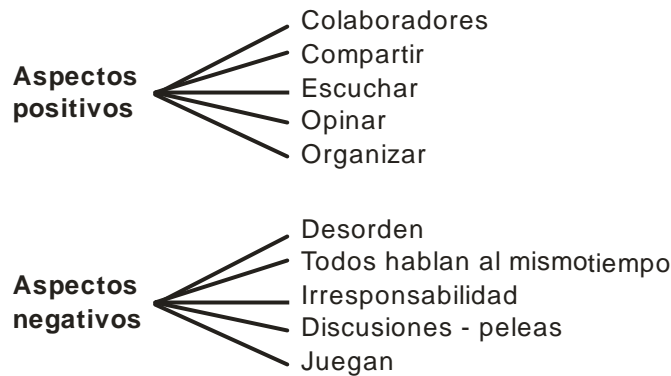 Aspectos
positivos
Colaboradores
Compartir
Escuchar
Opinar
Organizar
Aspectos
negativos
Desorden
Todos hablan al mismotiempo
Irresponsabilidad
Discusiones - peleas
Juegan